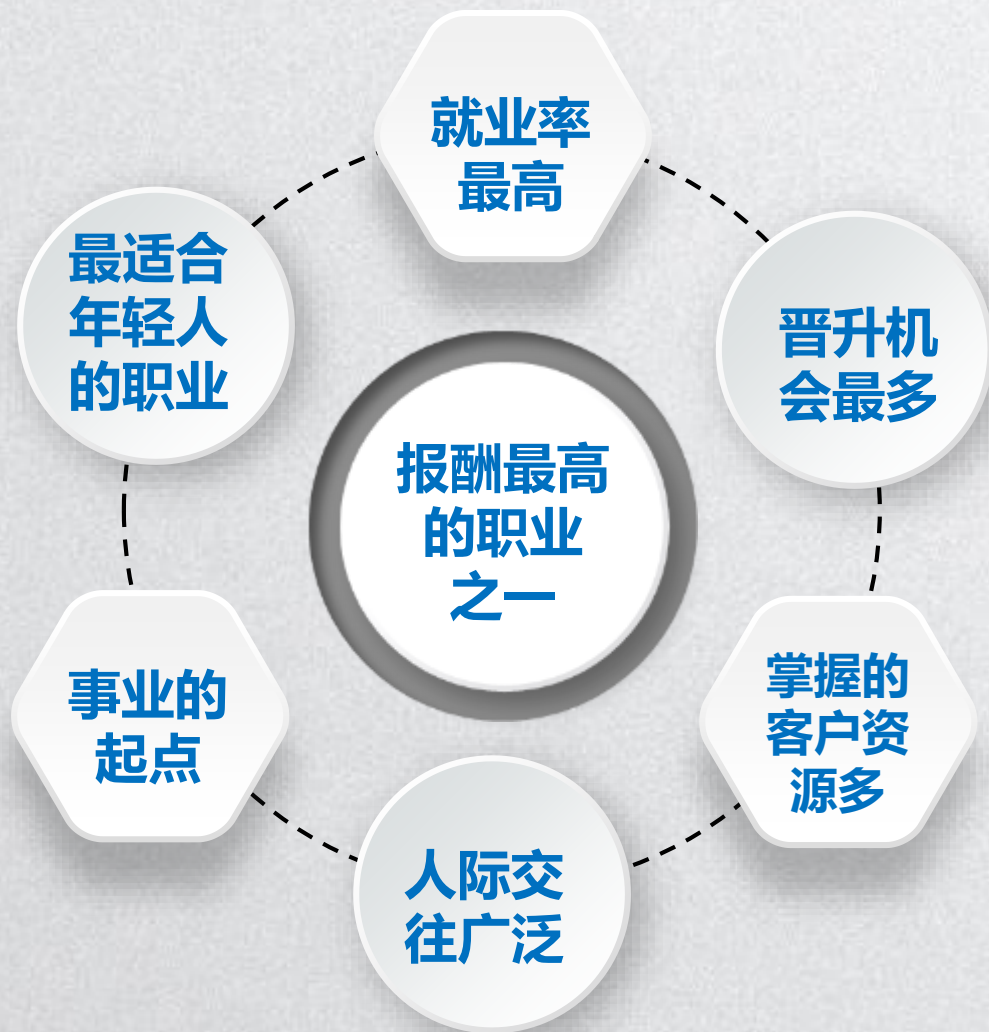 就业率
最高
最适合
年轻人
的职业
晋升机
会最多
报酬最高
的职业
之一
事业的
起点
掌握的
客户资
源多
人际交
往广泛